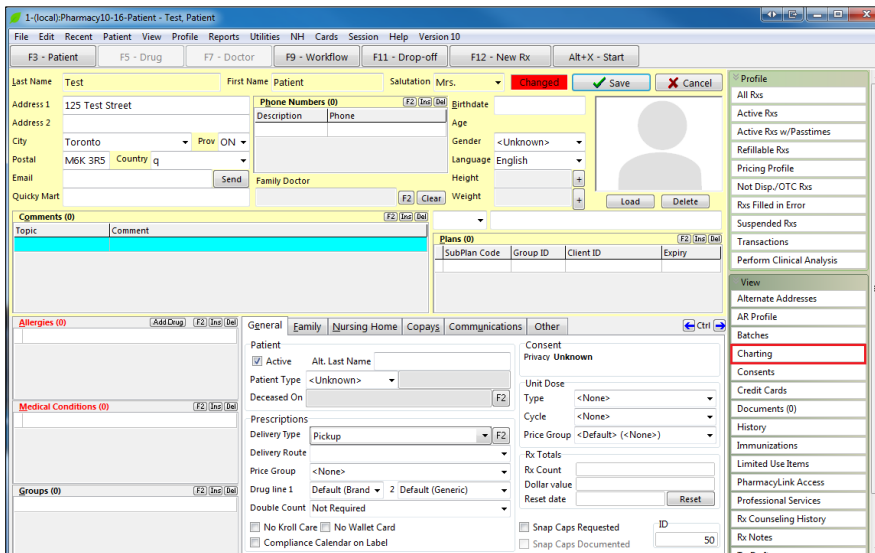 1-(local):Pharmacy10-16-Patient - Test, Patient
File Edit Recent Patient View Profile Reports Utilities NH Cards Session Help Version 10
F3 - Patient F5 - Drug F7 - Doctor F9 - Workflow F11 - Drop-off F12 - New Rx Alt+X - Start
Last Name Test First Name Patient Salutation Mrs. Changed Save Cancel
Address 1 125 Test Street
Address 2
City Toronto Prov ON
Postal M6K 3R5 Country q
Email Send
Quicky Mart
Phone Numbers (0) F2 Ins Del
Description Phone
Family Doctor
F2 Clear
Birthdate
Age
Gender <Unknown>
Language English
Height +
Weight +
Load Delete
Comments (0) F2 Ins Del
Topic Comment
Plans (0) F2 Ins Del
SubPlan Code Group ID Client ID Expiry
Allergies (0) Add Drug F2 Ins Del
Medical Conditions (0) F2 Ins Del
Groups (0) F2 Ins Del
General Family Nursing Home Copays Communications Other Ctrl
Patient
Active Alt. Last Name
Patient Type <Unknown>
Deceased On F2
Prescriptions
Delivery Type Pickup F2
Delivery Route
Price Group <None>
Drug line 1 Default (Brand 2 Default (Generic)
Double Count Not Required
No Kroll Care No Wallet Card
Compliance Calendar on Label
Consent
Privacy Unknown
Unit Dose
Type <None>
Cycle <None>
Price Group <Default> (<None>)
Rx Totals
Rx Count
Dollar value
Reset date Reset
Snap Caps Requested
Snap Caps Documented
ID
50
Profile
All Rxs
Active Rxs
Active Rxs w/Passtimes
Refillable Rxs
Pricing Profile
Not Disp./OTC Rxs
Rxs Filled in Error
Suspended Rxs
Transactions
Perform Clinical Analysis
View
Alternate Addresses
AR Profile
Batches
Charting
Consents
Credit Cards
Documents (0)
History
Immunizations
Limited Use Items
PharmacyLink Access
Professional Services
Rx Counseling History
Rx Notes